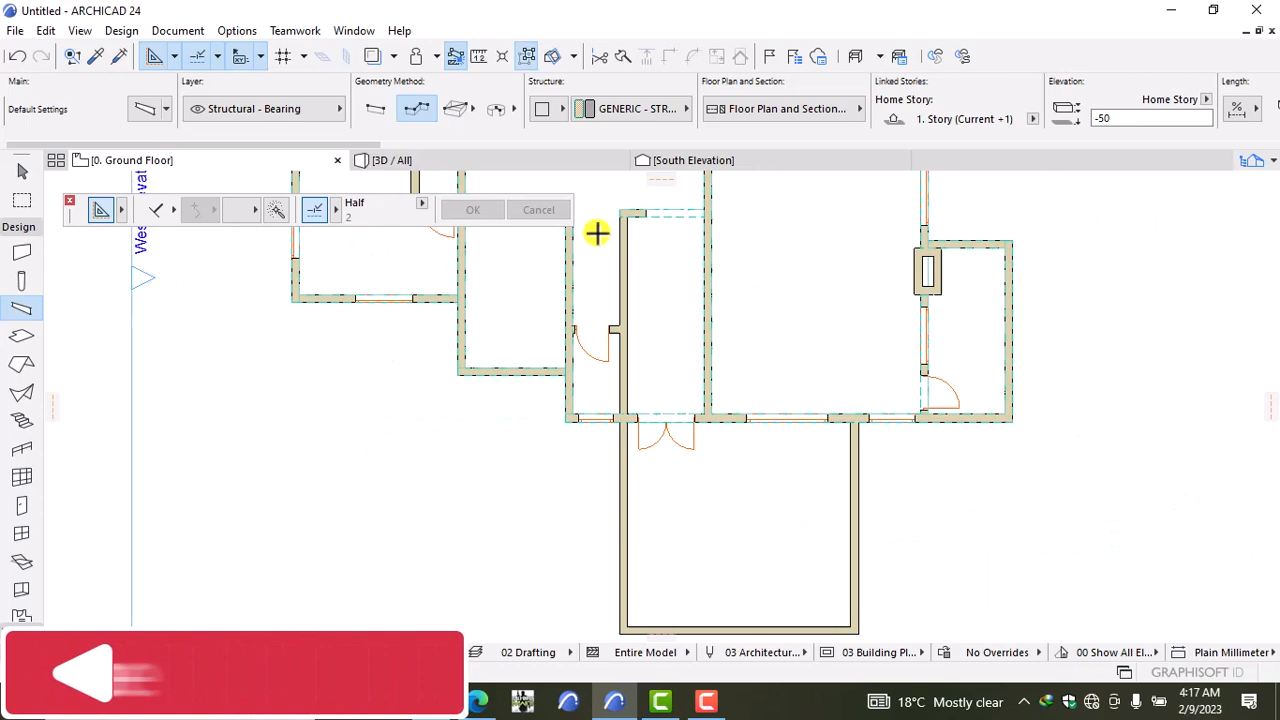 Untitled - ARCHICAD 24
File Edit View Design Document Options Teamwork Window Help
Main:
Layer:
Geometry Method:
Structure:
Floor Plan and Section:
Linked Stories:
Elevation:
Length:
Default Settings
Structural - Bearing
GENERIC - STR...
Floor Plan and Section...
Home Story:
1. Story (Current +1)
Home Story
-50
[0. Ground Floor]
[3D / All]
[South Elevation]
Half
2
OK
Cancel
Design
02 Drafting
Entire Model
03 Architectur...
03 Building Pl...
No Overrides
00 Show All El...
Plain Millimeter
GRAPHISOFT ID
18°C Mostly clear
4:17 AM
2/9/2023